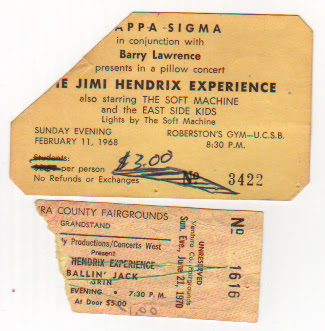 APPA-SIGMA
in conjunction with
Barry Lawrence
presents in a pillow concert
E JIMI HENDRIX EXPERIENCE
also starring THE SOFT MACHINE
and the EAST SIDE KIDS
Lights by The Soft Machine
SUNDAY EVENING ROBERSTON'S GYM—U.C.S.B.
FEBRUARY 11, 1968 8:30 P.M.
Students:
per person $3.00
No Refunds or Exchanges
No 3422
RA COUNTY FAIRGROUNDS
GRANDSTAND
ty Productions/Concerts West
Present
HENDRIX EXPERIENCE
BALLIN' JACK
GRIN
EVENING • 7:30 P.M.
At Door $5.00
UNRESERVED
Ventura Co. Fairgrounds
Sun. Eve., June 21, 1970
No 1616